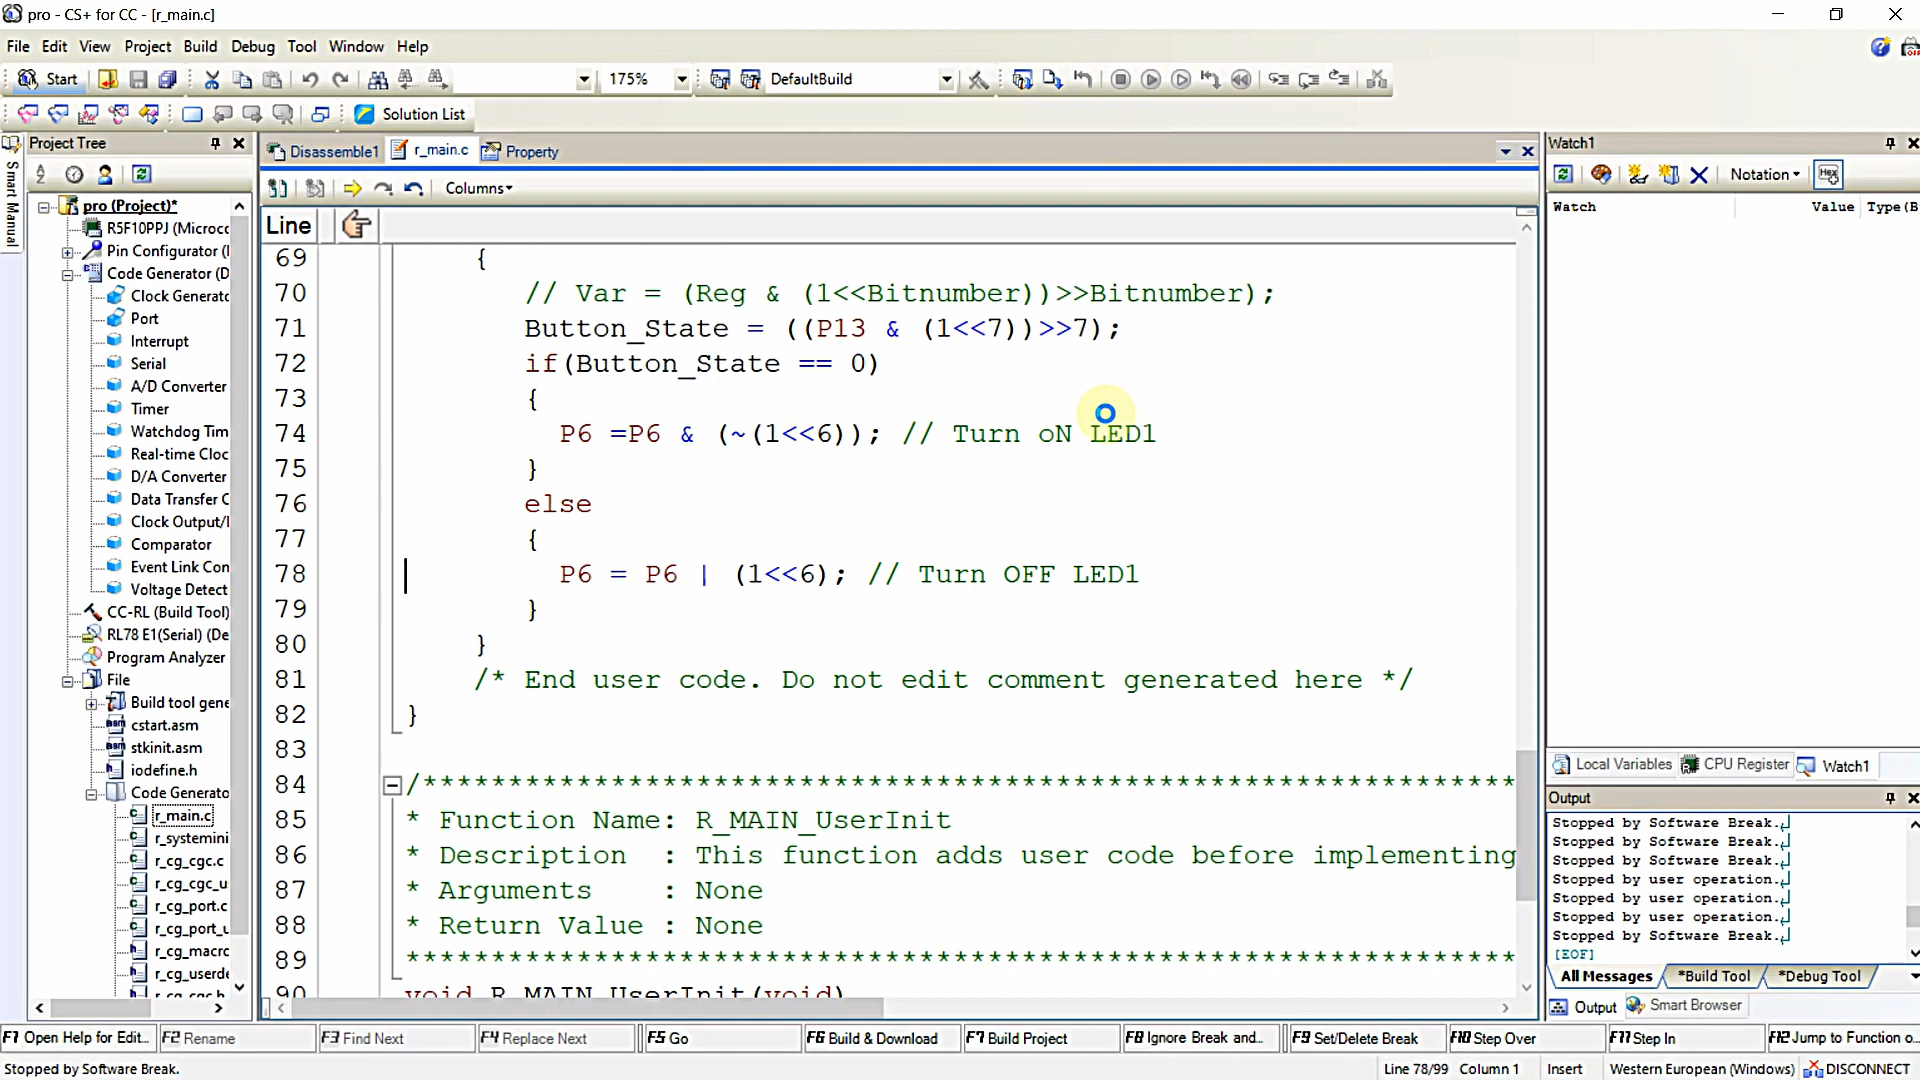 pro - CS+ for CC - [r_main.c]
File Edit View Project Build Debug Tool Window Help
Start 175% DefaultBuild
Solution List
Smart Manual
Project Tree
pro (Project)*
R5F10PPJ (Microcc
Pin Configurator (
Code Generator (D
Clock Generatc
Port
Interrupt
Serial
A/D Converter
Timer
Watchdog Tim
Real-time Cloc
D/A Converter
Data Transfer C
Clock Output/
Comparator
Event Link Con
Voltage Detect
CC-RL (Build Tool)
RL78 E1(Serial) (De
Program Analyzer
File
Build tool gene
cstart.asm
stkinit.asm
iodefine.h
Code Generato
r_main.c
r_systemini
r_cg_cgc.c
r_cg_cgc_u
r_cg_port.c
r_cg_port_u
r_cg_macrc
r_cg_userde
r_cg_cgc.h
Disassemble1 r_main.c Property
Columns
Line
69 {
70 // Var = (Reg & (1<<Bitnumber))>>Bitnumber);
71 Button_State = ((P13 & (1<<7))>>7);
72 if(Button_State == 0)
73 {
74 P6 =P6 & (~(1<<6)); // Turn oN LED1
75 }
76 else
77 {
78 P6 = P6 | (1<<6); // Turn OFF LED1
79 }
80 }
81 /* End user code. Do not edit comment generated here */
82 }
83
84 /*****************************************************************
85 * Function Name: R_MAIN_UserInit
86 * Description  : This function adds user code before implementing
87 * Arguments    : None
88 * Return Value : None
89 *****************************************************************
90 void R_MAIN_UserInit(void)
Watch1
Notation Hex
Watch Value Type(B
Local Variables CPU Register Watch1
Output
Stopped by Software Break.
Stopped by Software Break.
Stopped by Software Break.
Stopped by user operation.
Stopped by user operation.
Stopped by user operation.
Stopped by Software Break.
[EOF]
All Messages *Build Tool *Debug Tool
Output Smart Browser
F1 Open Help for Edit... F2 Rename F3 Find Next F4 Replace Next F5 Go F6 Build & Download F7 Build Project F8 Ignore Break and... F9 Set/Delete Break F10 Step Over F11 Step In F12 Jump to Function o...
Stopped by Software Break. Line 78/99 Column 1 Insert Western European (Windows) DISCONNECT